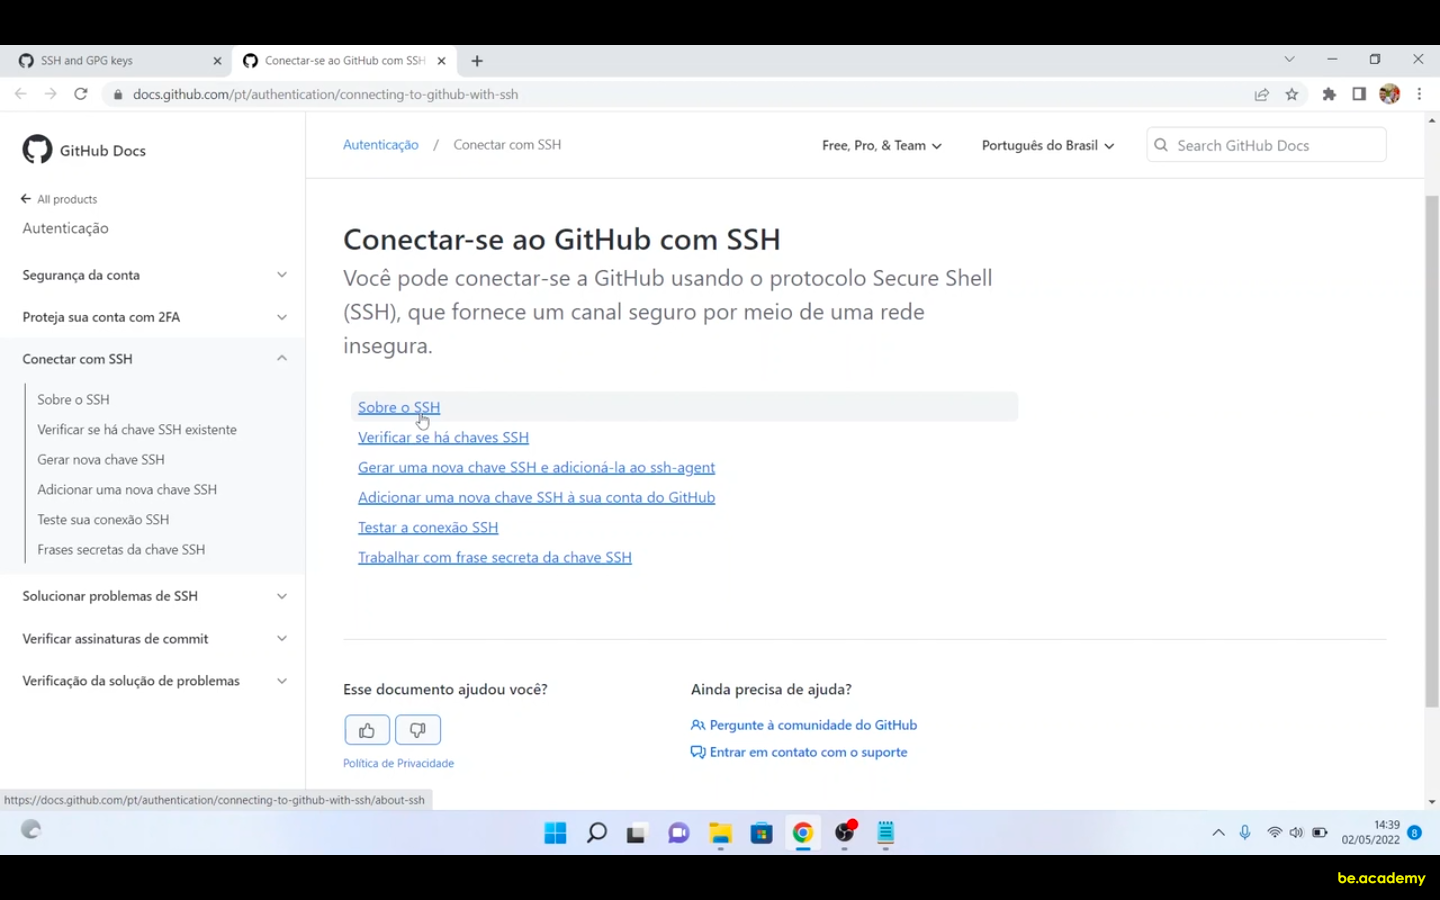 SSH and GPG keys
Conectar-se ao GitHub com SSH
docs.github.com/pt/authentication/connecting-to-github-with-ssh
GitHub Docs
All products
Autenticação
Segurança da conta
Proteja sua conta com 2FA
Conectar com SSH
Sobre o SSH
Verificar se há chave SSH existente
Gerar nova chave SSH
Adicionar uma nova chave SSH
Teste sua conexão SSH
Frases secretas da chave SSH
Solucionar problemas de SSH
Verificar assinaturas de commit
Verificação da solução de problemas
Autenticação / Conectar com SSH
Free, Pro, & Team
Português do Brasil
Search GitHub Docs
Conectar-se ao GitHub com SSH
Você pode conectar-se a GitHub usando o protocolo Secure Shell
(SSH), que fornece um canal seguro por meio de uma rede
insegura.
Sobre o SSH
Verificar se há chaves SSH
Gerar uma nova chave SSH e adicioná-la ao ssh-agent
Adicionar uma nova chave SSH à sua conta do GitHub
Testar a conexão SSH
Trabalhar com frase secreta da chave SSH
Esse documento ajudou você?
Política de Privacidade
Ainda precisa de ajuda?
Pergunte à comunidade do GitHub
Entrar em contato com o suporte
https://docs.github.com/pt/authentication/connecting-to-github-with-ssh/about-ssh
14:39
02/05/2022
8
be.academy